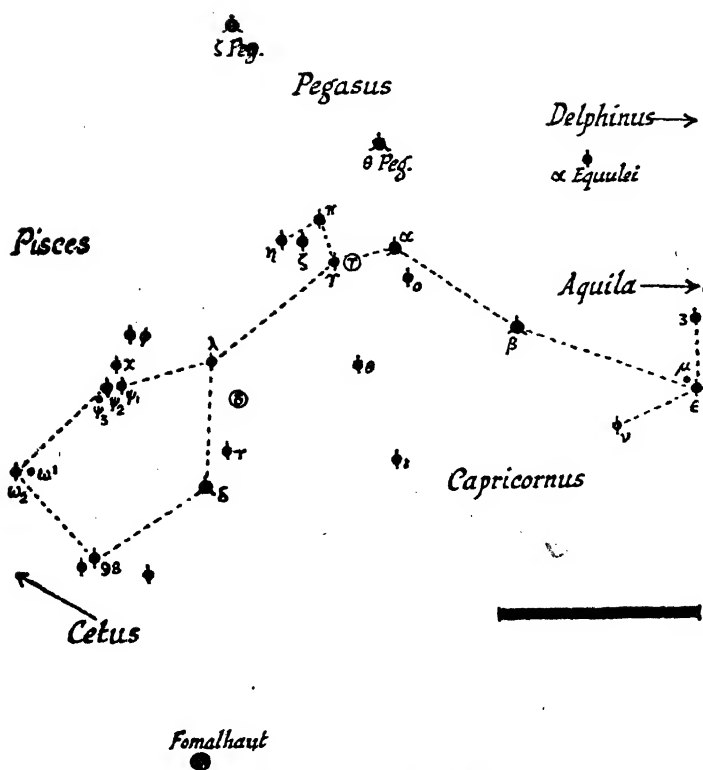 ζ Peg.
Pegasus
Delphinus
θ Peg.
α Equulei
π
Pisces
η
ζ
γ
T
α
ο
Aquila
3
β
λ
χ
θ
μ
ε
ψ3
ψ2
ψ1
δ
ν
τ
ι
ω2
ω1
δ
Capricornus
98
Cetus
Fomalhaut